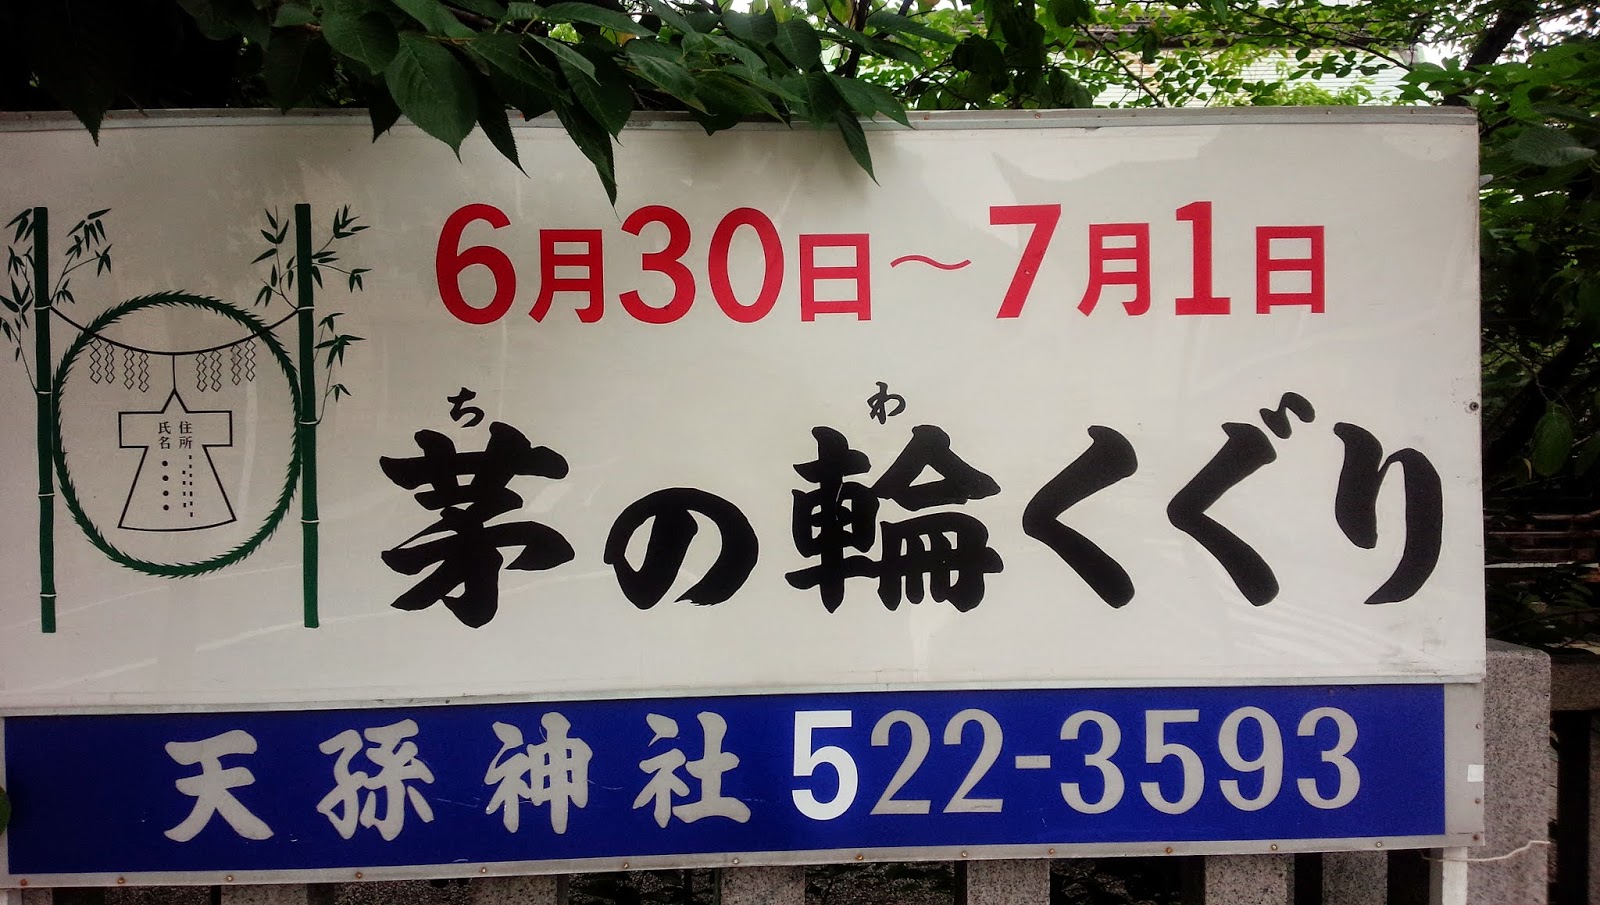 6月30日～7月1日
ち わ
茅の輪くぐり
住所
氏名
天孫神社 522-3593